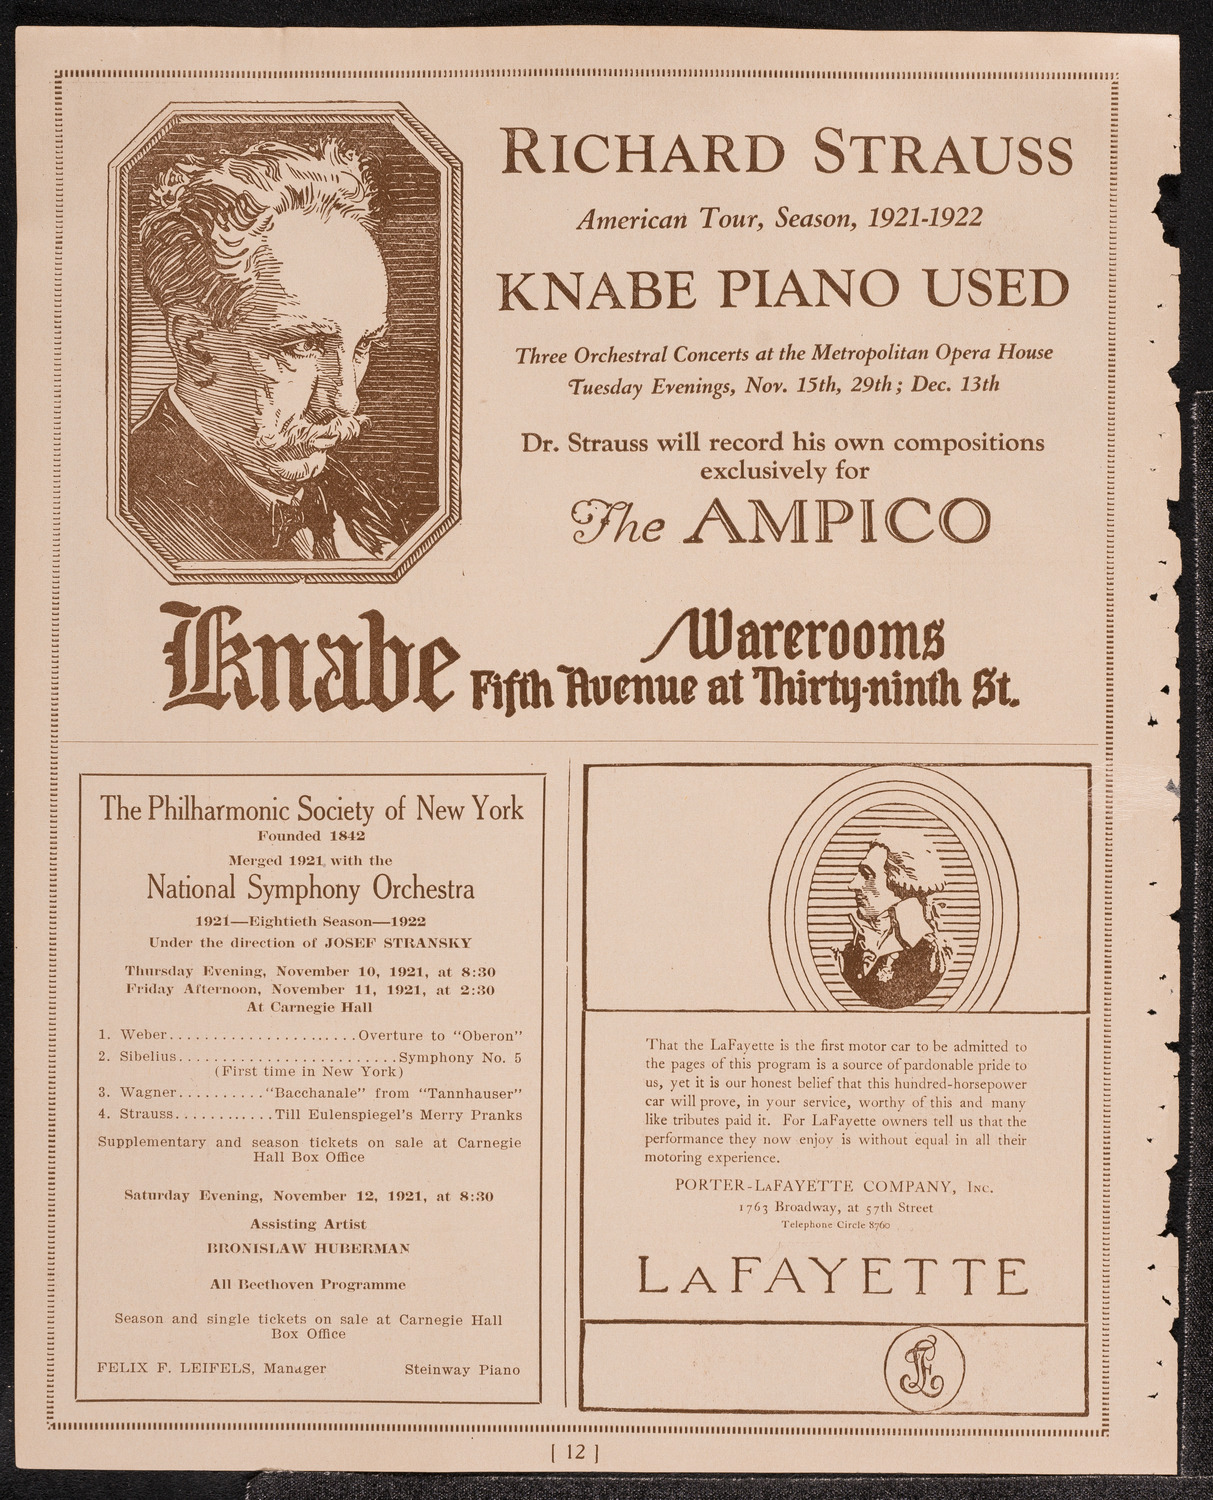 RICHARD STRAUSS
American Tour, Season, 1921-1922
KNABE PIANO USED
Three Orchestral Concerts at the Metropolitan Opera House
Tuesday Evenings, Nov. 15th, 29th; Dec. 13th
Dr. Strauss will record his own compositions
exclusively for
The AMPICO
Knabe Warerooms
Fifth Avenue at Thirty-ninth St.
The Philharmonic Society of New York
Founded 1842
Merged 1921 with the
National Symphony Orchestra
1921—Eightieth Season—1922
Under the direction of JOSEF STRANSKY
Thursday Evening, November 10, 1921, at 8:30
Friday Afternoon, November 11, 1921, at 2:30
At Carnegie Hall
1. Weber.....................Overture to "Oberon"
2. Sibelius.........................Symphony No. 5
(First time in New York)
3. Wagner.........."Bacchanale" from "Tannhauser"
4. Strauss............Till Eulenspiegel's Merry Pranks
Supplementary and season tickets on sale at Carnegie
Hall Box Office
Saturday Evening, November 12, 1921, at 8:30
Assisting Artist
BRONISLAW HUBERMAN
All Beethoven Programme
Season and single tickets on sale at Carnegie Hall
Box Office
FELIX F. LEIFELS, Manager Steinway Piano
That the LaFayette is the first motor car to be admitted to
the pages of this program is a source of pardonable pride to
us, yet it is our honest belief that this hundred-horsepower
car will prove, in your service, worthy of this and many
like tributes paid it. For LaFayette owners tell us that the
performance they now enjoy is without equal in all their
motoring experience.
PORTER-LAFAYETTE COMPANY, INC.
1763 Broadway, at 57th Street
Telephone Circle 8760
LAFAYETTE
[ 12 ]